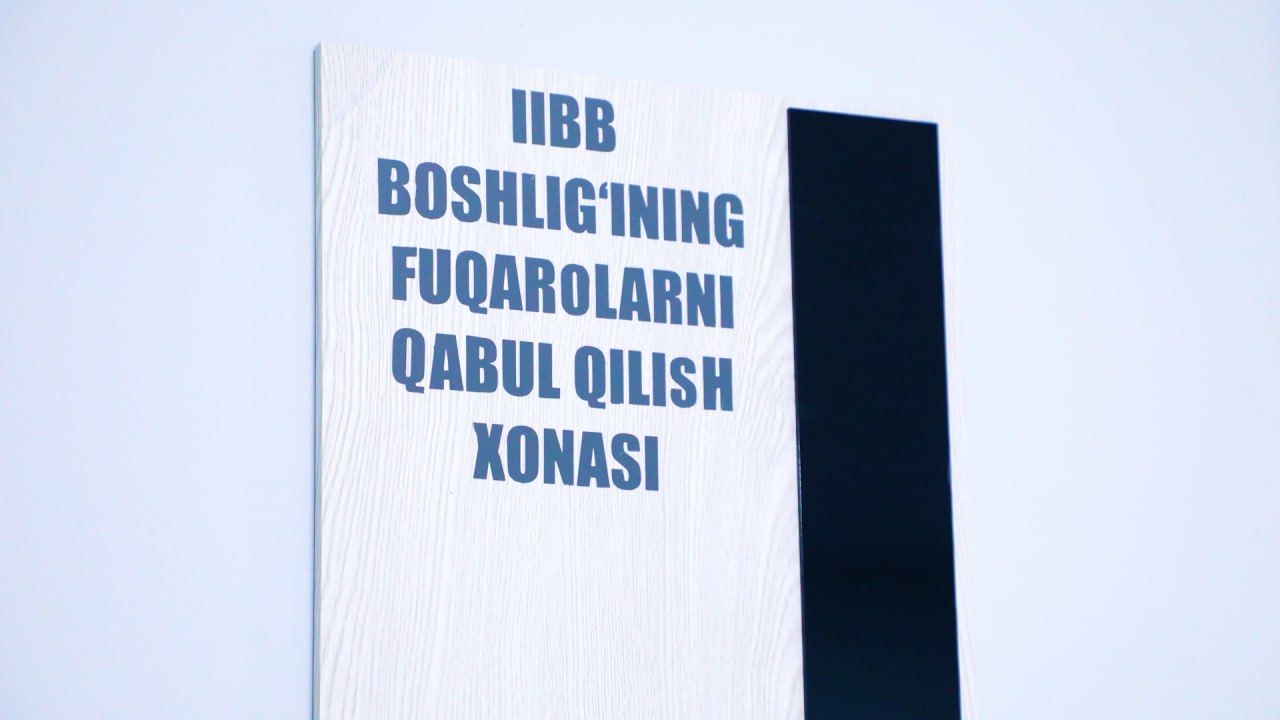 IIBB
BOSHLIG‘INING
FUQAROLARNI
QABUL QILISH
XONASI